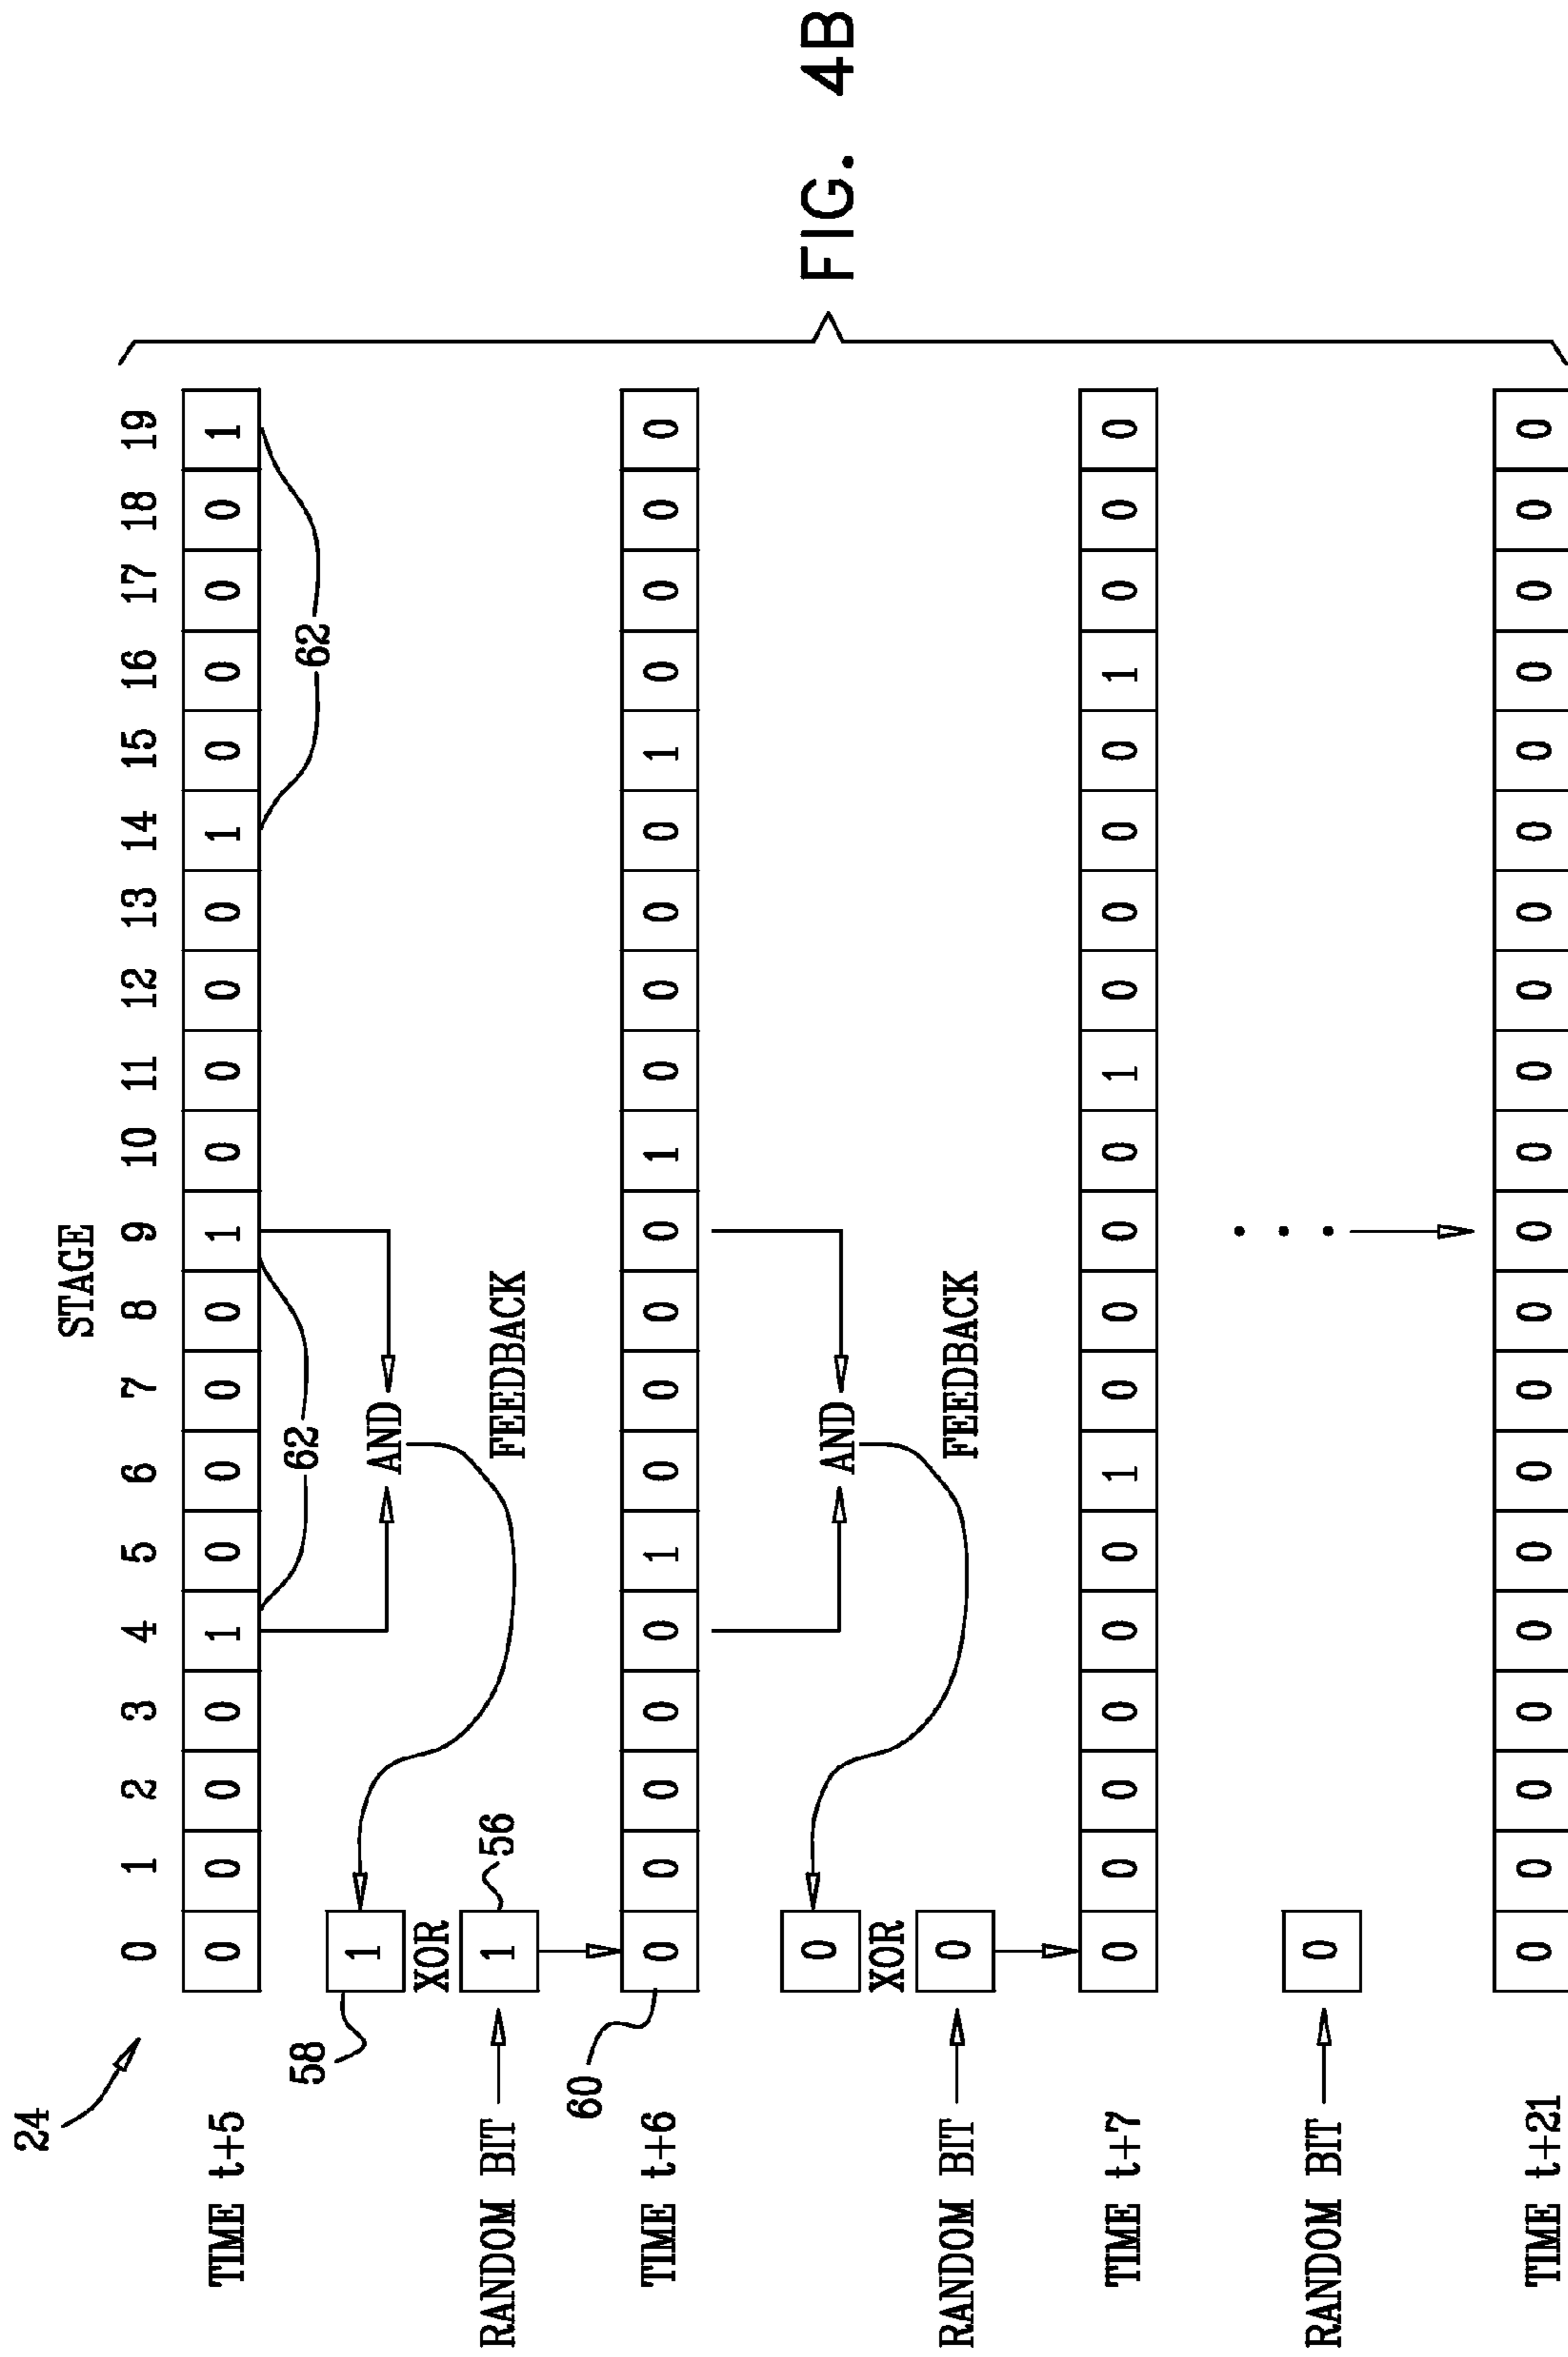 24
STAGE
0 1 2 3 4 5 6 7 8 9 10 11 12 13 14 15 16 17 18 19
TIME t+5 0 0 0 0 1 0 0 0 0 1 0 0 0 0 1 0 0 0 0 1
62 62
58 1 AND
XOR
RANDOM BIT 1 56 FEEDBACK
60
TIME t+6 0 0 0 0 0 1 0 0 0 0 1 0 0 0 0 1 0 0 0 0
0 AND
XOR
RANDOM BIT 0 FEEDBACK
TIME t+7 0 0 0 0 0 0 1 0 0 0 0 1 0 0 0 0 1 0 0 0
RANDOM BIT 0 . . .
TIME t+21 0 0 0 0 0 0 0 0 0 0 0 0 0 0 0 0 0 0 0 0
FIG. 4B